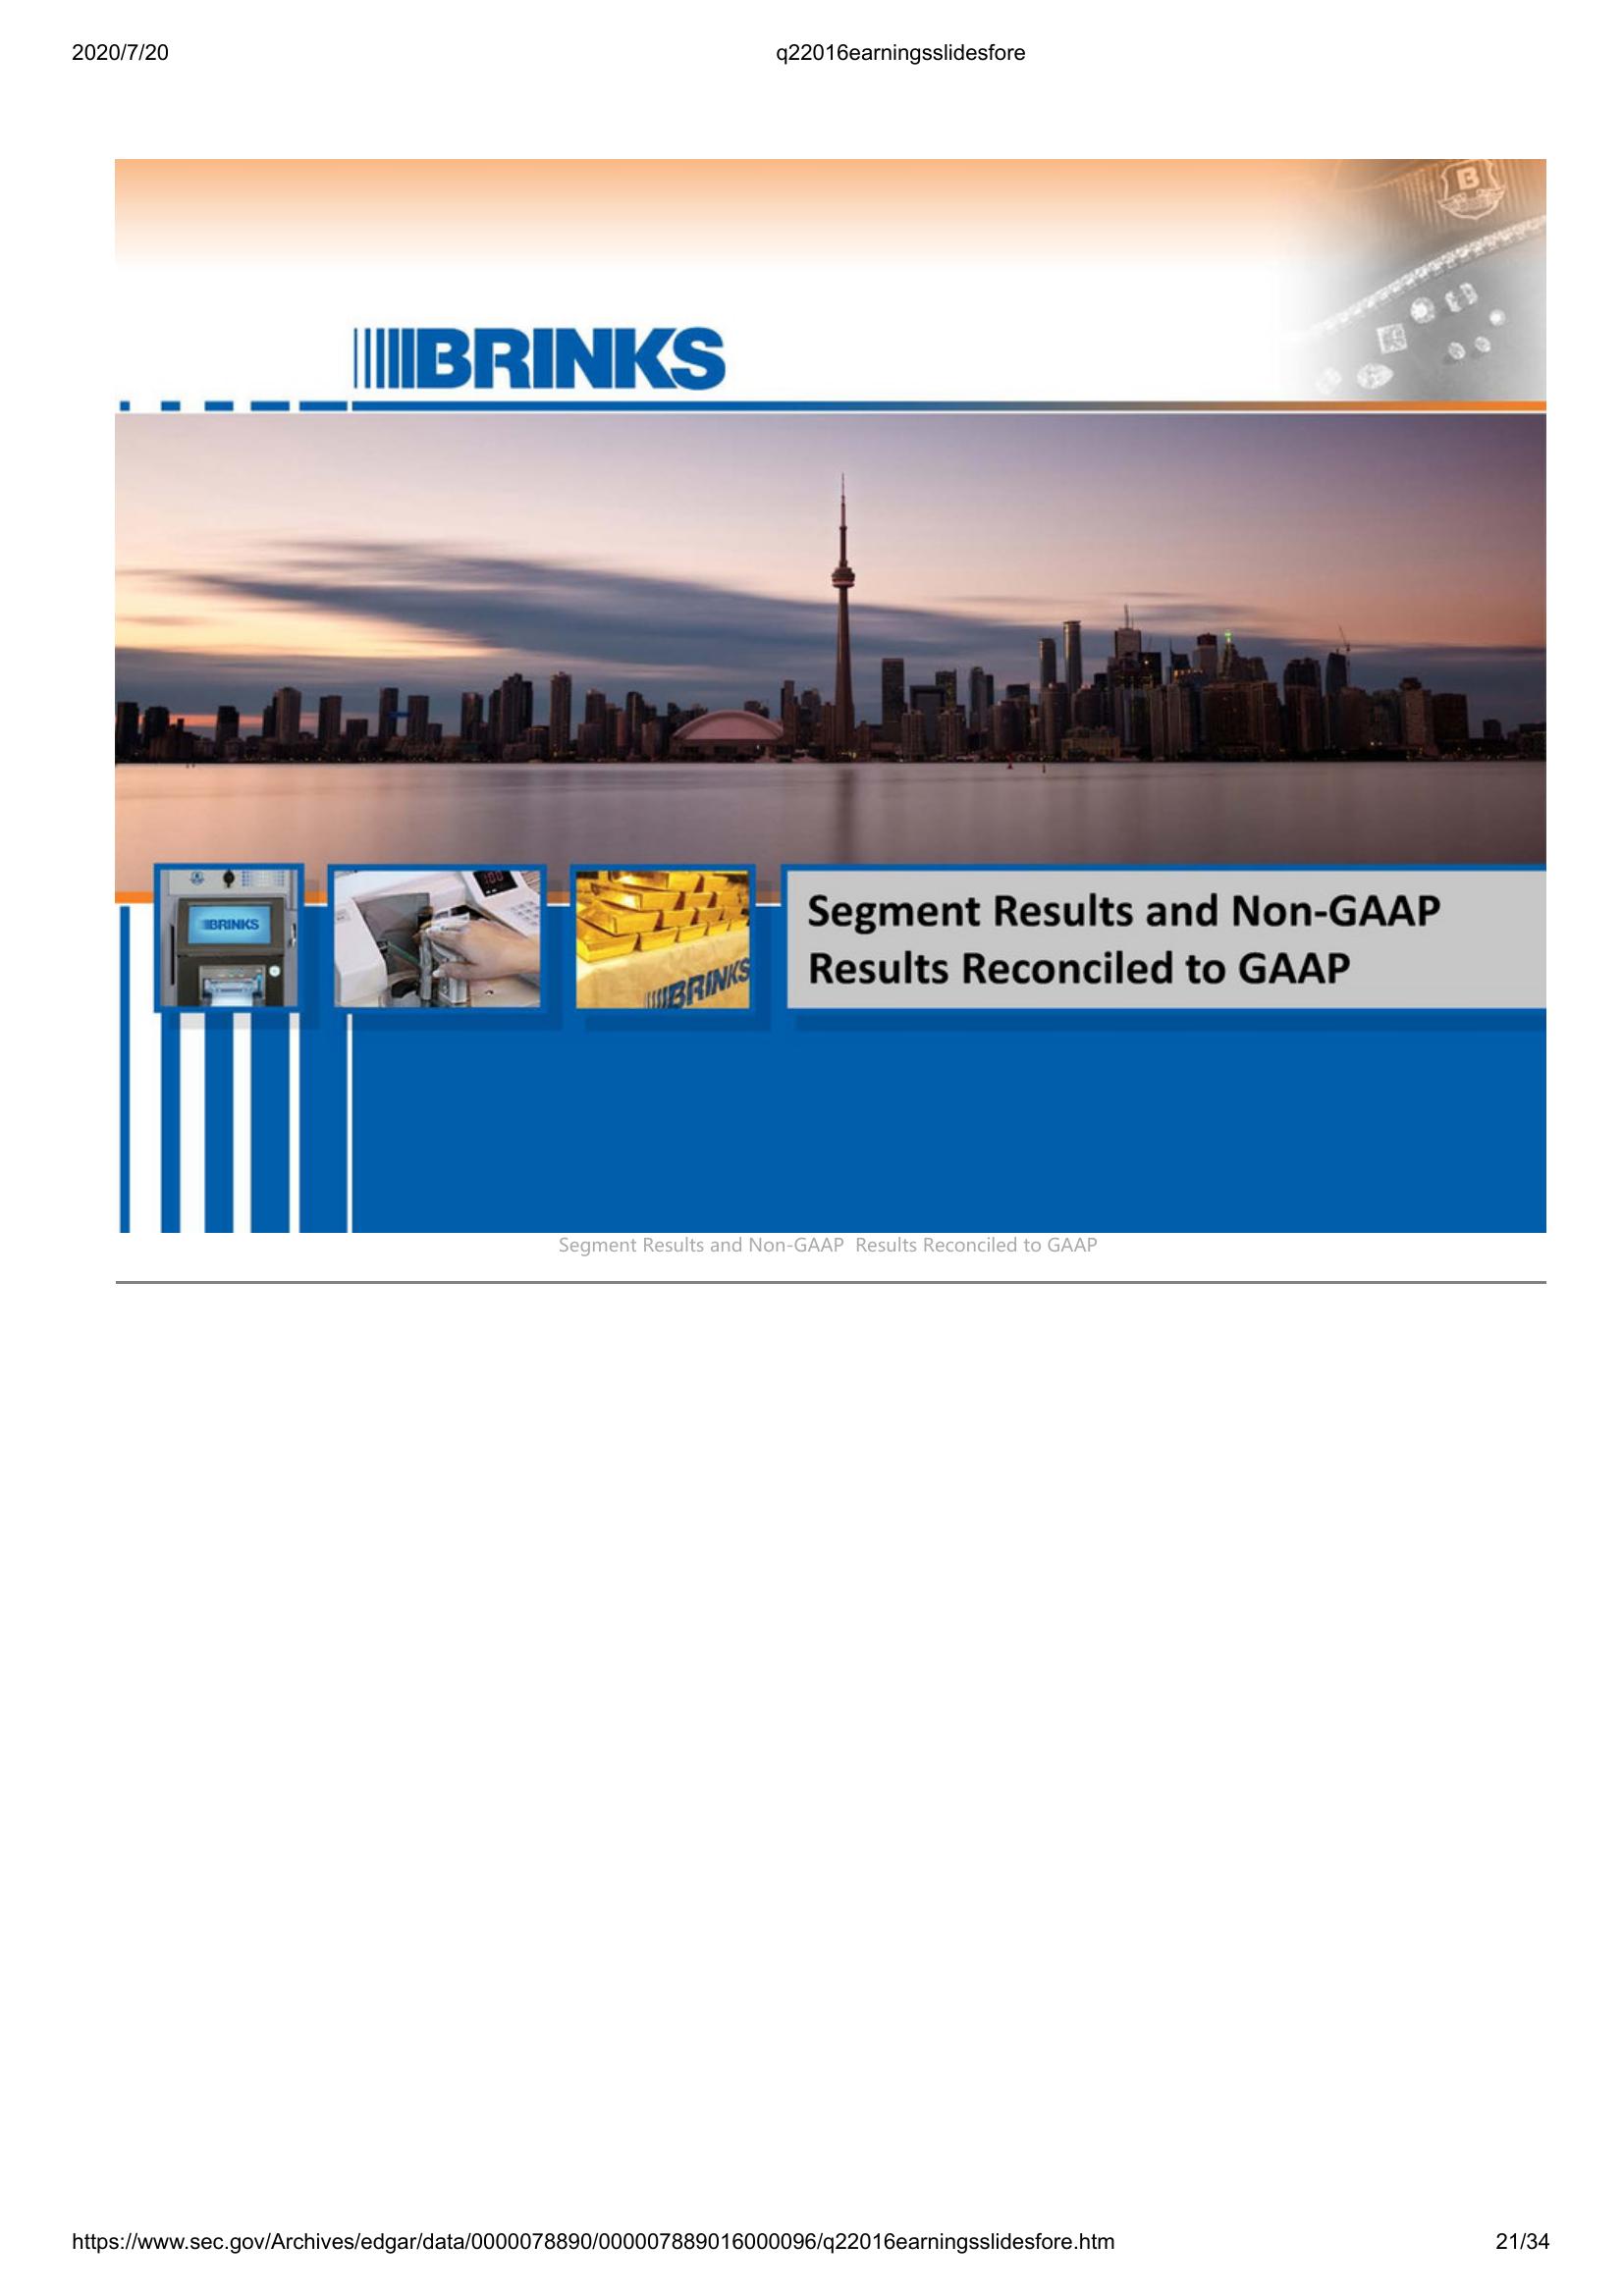 2020/7/20
q22016earningsslidesfore
B
BRINKS
BRINKS
BRINKS
Segment Results and Non-GAAP
Results Reconciled to GAAP
Segment Results and Non-GAAP Results Reconciled to GAAP
https://www.sec.gov/Archives/edgar/data/0000078890/000007889016000096/q22016earningsslidesfore.htm
21/34